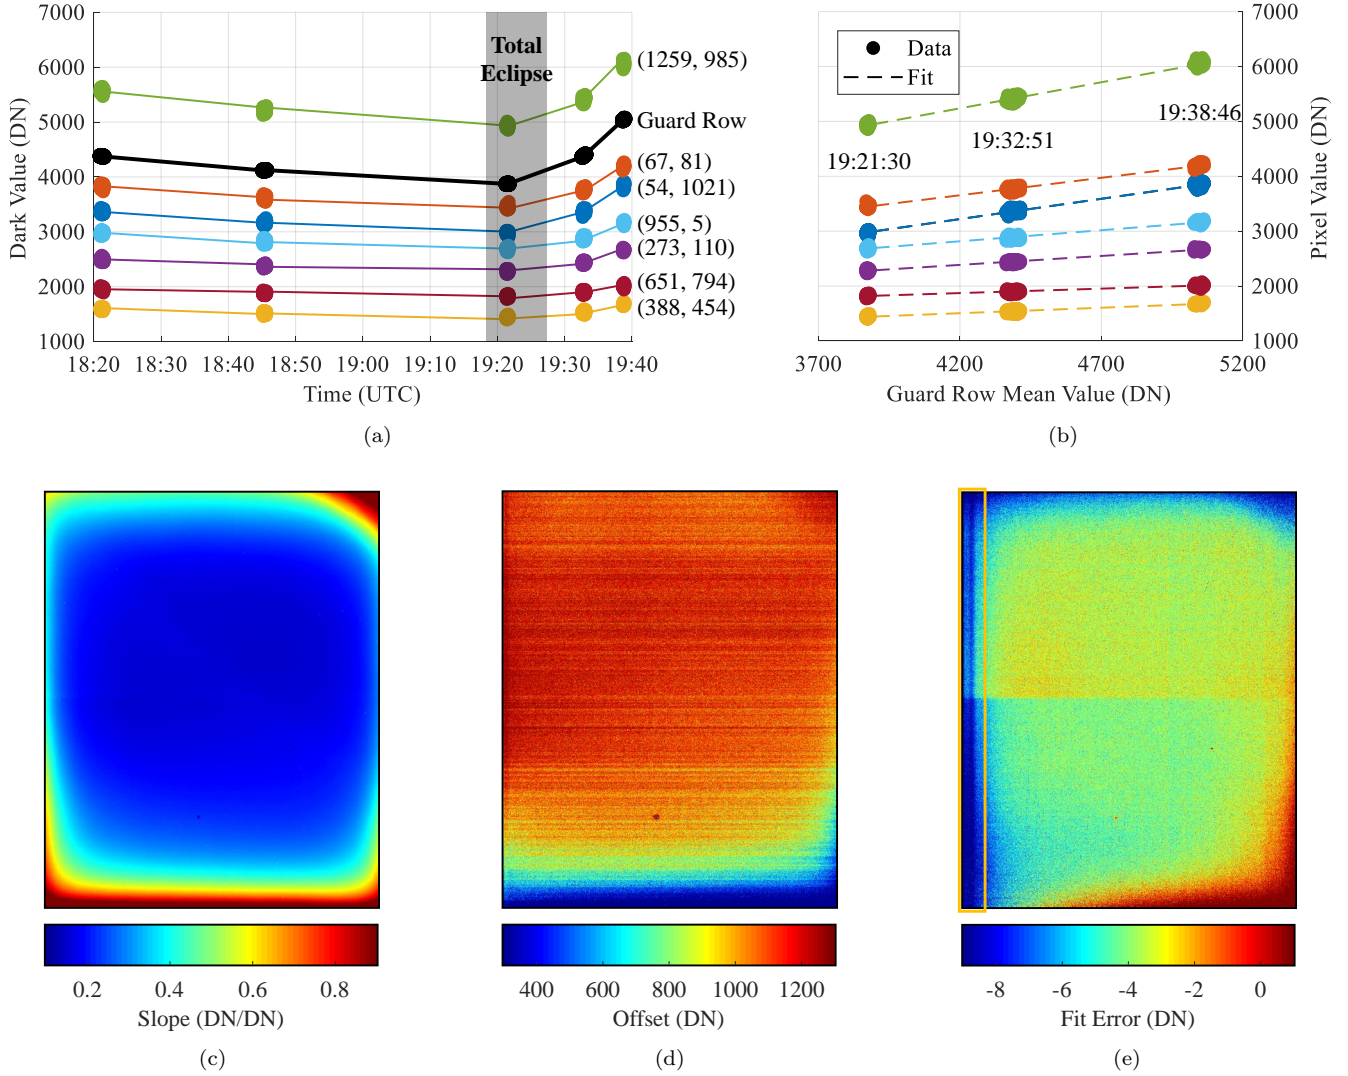 7000
6000
5000
4000
3000
2000
1000
Dark Value (DN)
Total
Eclipse
(1259, 985)
Guard Row
(67, 81)
(54, 1021)
(955, 5)
(273, 110)
(651, 794)
(388, 454)
18:20 18:30 18:40 18:50 19:00 19:10 19:20 19:30 19:40
Time (UTC)
(a)
Data
Fit
19:21:30
19:32:51
19:38:46
7000
6000
5000
4000
3000
2000
1000
Pixel Value (DN)
3700 4200 4700 5200
Guard Row Mean Value (DN)
(b)
0.2 0.4 0.6 0.8
Slope (DN/DN)
(c)
400 600 800 1000 1200
Offset (DN)
(d)
-8 -6 -4 -2 0
Fit Error (DN)
(e)